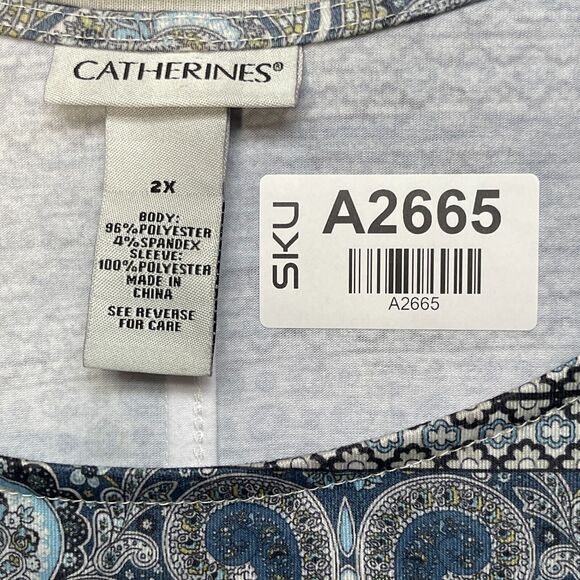 CATHERINES®
2X
BODY:
96%POLYESTER
4%SPANDEX
SLEEVE:
100%POLYESTER
MADE IN
CHINA
SEE REVERSE
FOR CARE
SKU
A2665
A2665